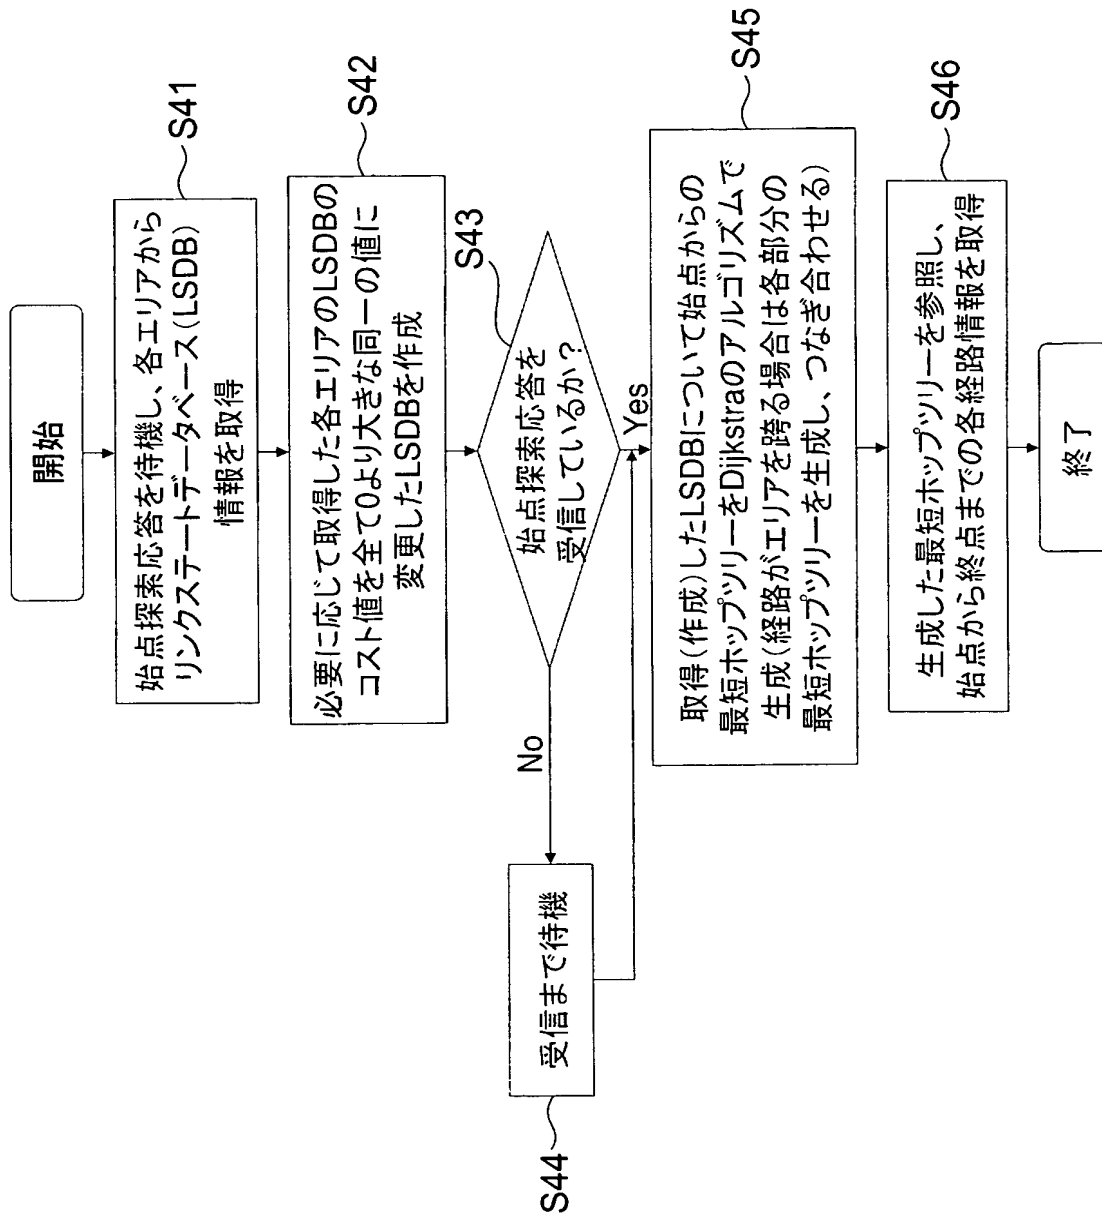 開始
始点探索応答を待機し、各エリアから
リンクステートデータベース(LSDB)
情報を取得
S41
必要に応じて取得した各エリアのLSDBの
コスト値を全て0より大きな同一の値に
変更したLSDBを作成
S42
始点探索応答を
受信しているか?
S43
No
Yes
受信まで待機
S44
取得(作成)したLSDBについて始点からの
最短ホップツリーをDijkstraのアルゴリズムで
生成(経路がエリアを跨る場合は各部分の
最短ホップツリーを生成し、つなぎ合わせる)
S45
生成した最短ホップツリーを参照し、
始点から終点までの各経路情報を取得
S46
終了